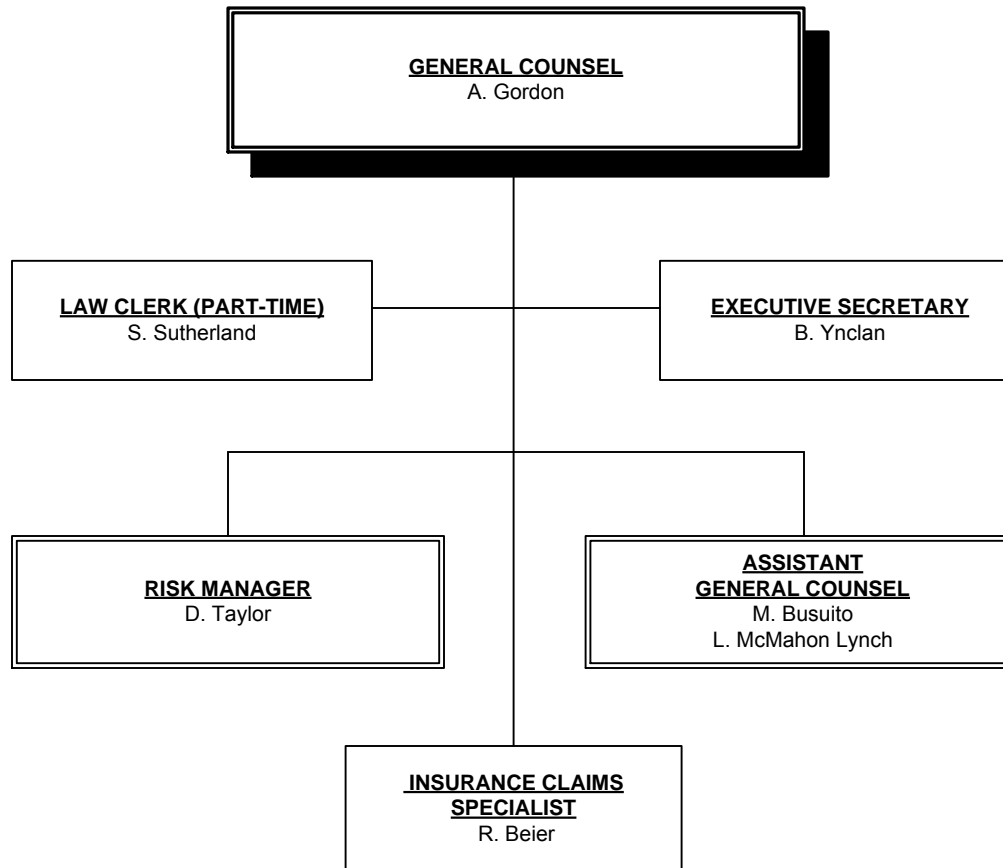 GENERAL COUNSEL
A. Gordon
LAW CLERK (PART-TIME)
S. Sutherland
EXECUTIVE SECRETARY
B. Ynclan
RISK MANAGER
D. Taylor
ASSISTANT
GENERAL COUNSEL
M. Busuito
L. McMahon Lynch
INSURANCE CLAIMS
SPECIALIST
R. Beier